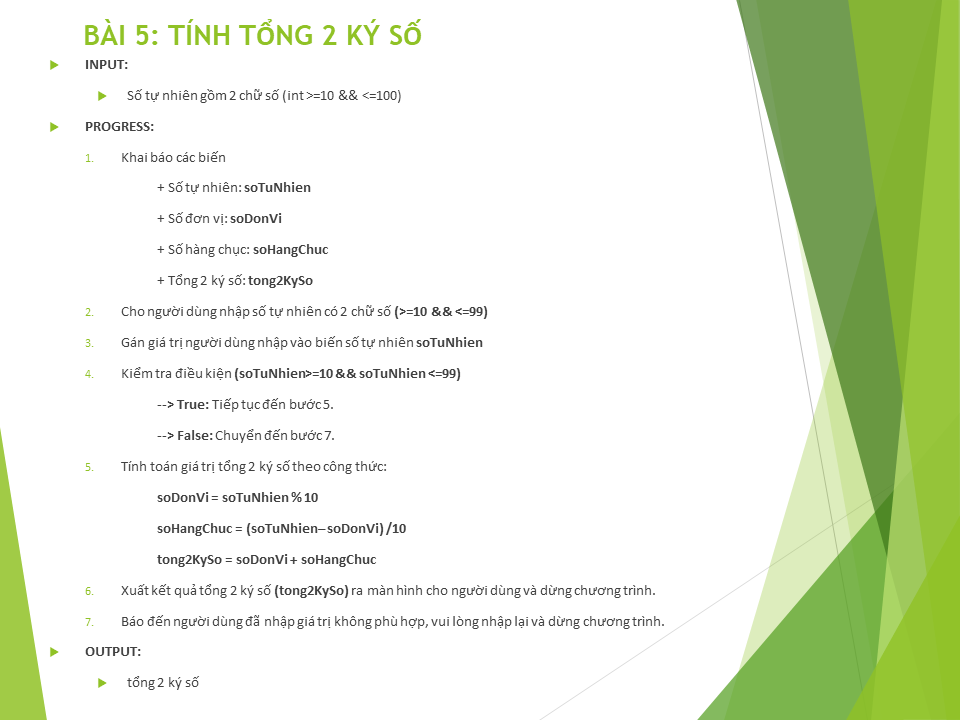 BÀI 5: TÍNH TỔNG 2 KÝ SỐ
INPUT:
Số tự nhiên gồm 2 chữ số (int >=10 && <=100)
PROGRESS:
1. Khai báo các biến
+ Số tự nhiên: soTuNhien
+ Số đơn vị: soDonVi
+ Số hàng chục: soHangChuc
+ Tổng 2 ký số: tong2KySo
2. Cho người dùng nhập số tự nhiên có 2 chữ số (>=10 && <=99)
3. Gán giá trị người dùng nhập vào biến số tự nhiên soTuNhien
4. Kiểm tra điều kiện (soTuNhien>=10 && soTuNhien <=99)
--> True: Tiếp tục đến bước 5.
--> False: Chuyển đến bước 7.
5. Tính toán giá trị tổng 2 ký số theo công thức:
soDonVi = soTuNhien % 10
soHangChuc = (soTuNhien– soDonVi) /10
tong2KySo = soDonVi + soHangChuc
6. Xuất kết quả tổng 2 ký số (tong2KySo) ra màn hình cho người dùng và dừng chương trình.
7. Báo đến người dùng đã nhập giá trị không phù hợp, vui lòng nhập lại và dừng chương trình.
OUTPUT:
tổng 2 ký số